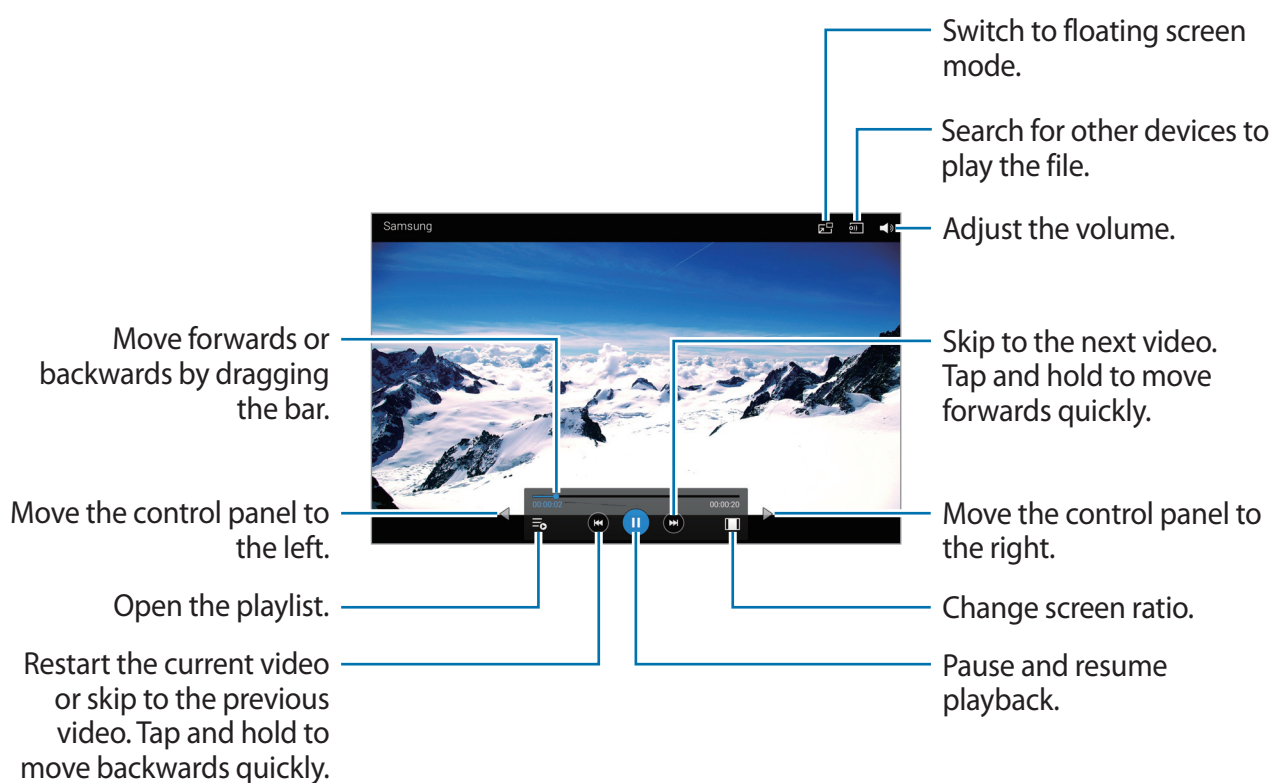 Switch to floating screen
mode.
Search for other devices to
play the file.
Samsung
Adjust the volume.
Move forwards or
backwards by dragging
the bar.
Skip to the next video.
Tap and hold to move
forwards quickly.
00:00:02
00:00:20
Move the control panel to
the left.
Move the control panel to
the right.
Open the playlist.
Change screen ratio.
Restart the current video
or skip to the previous
video. Tap and hold to
move backwards quickly.
Pause and resume
playback.